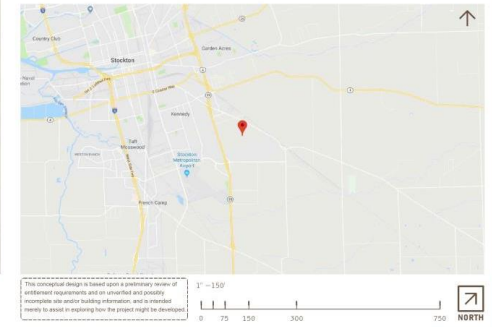 Country Club
Garden Acres
Stockton
Kennedy
Taft
Mosswood
Stockton
Metropolitan
Airport
French Camp
This conceptual design is based upon a preliminary review of
entitlement requirements and on unverified and possibly
incomplete site and/or building information, and is intended
merely to assist in exploring how the project might be developed.
1" =150'
0 75 150 300 750
NORTH